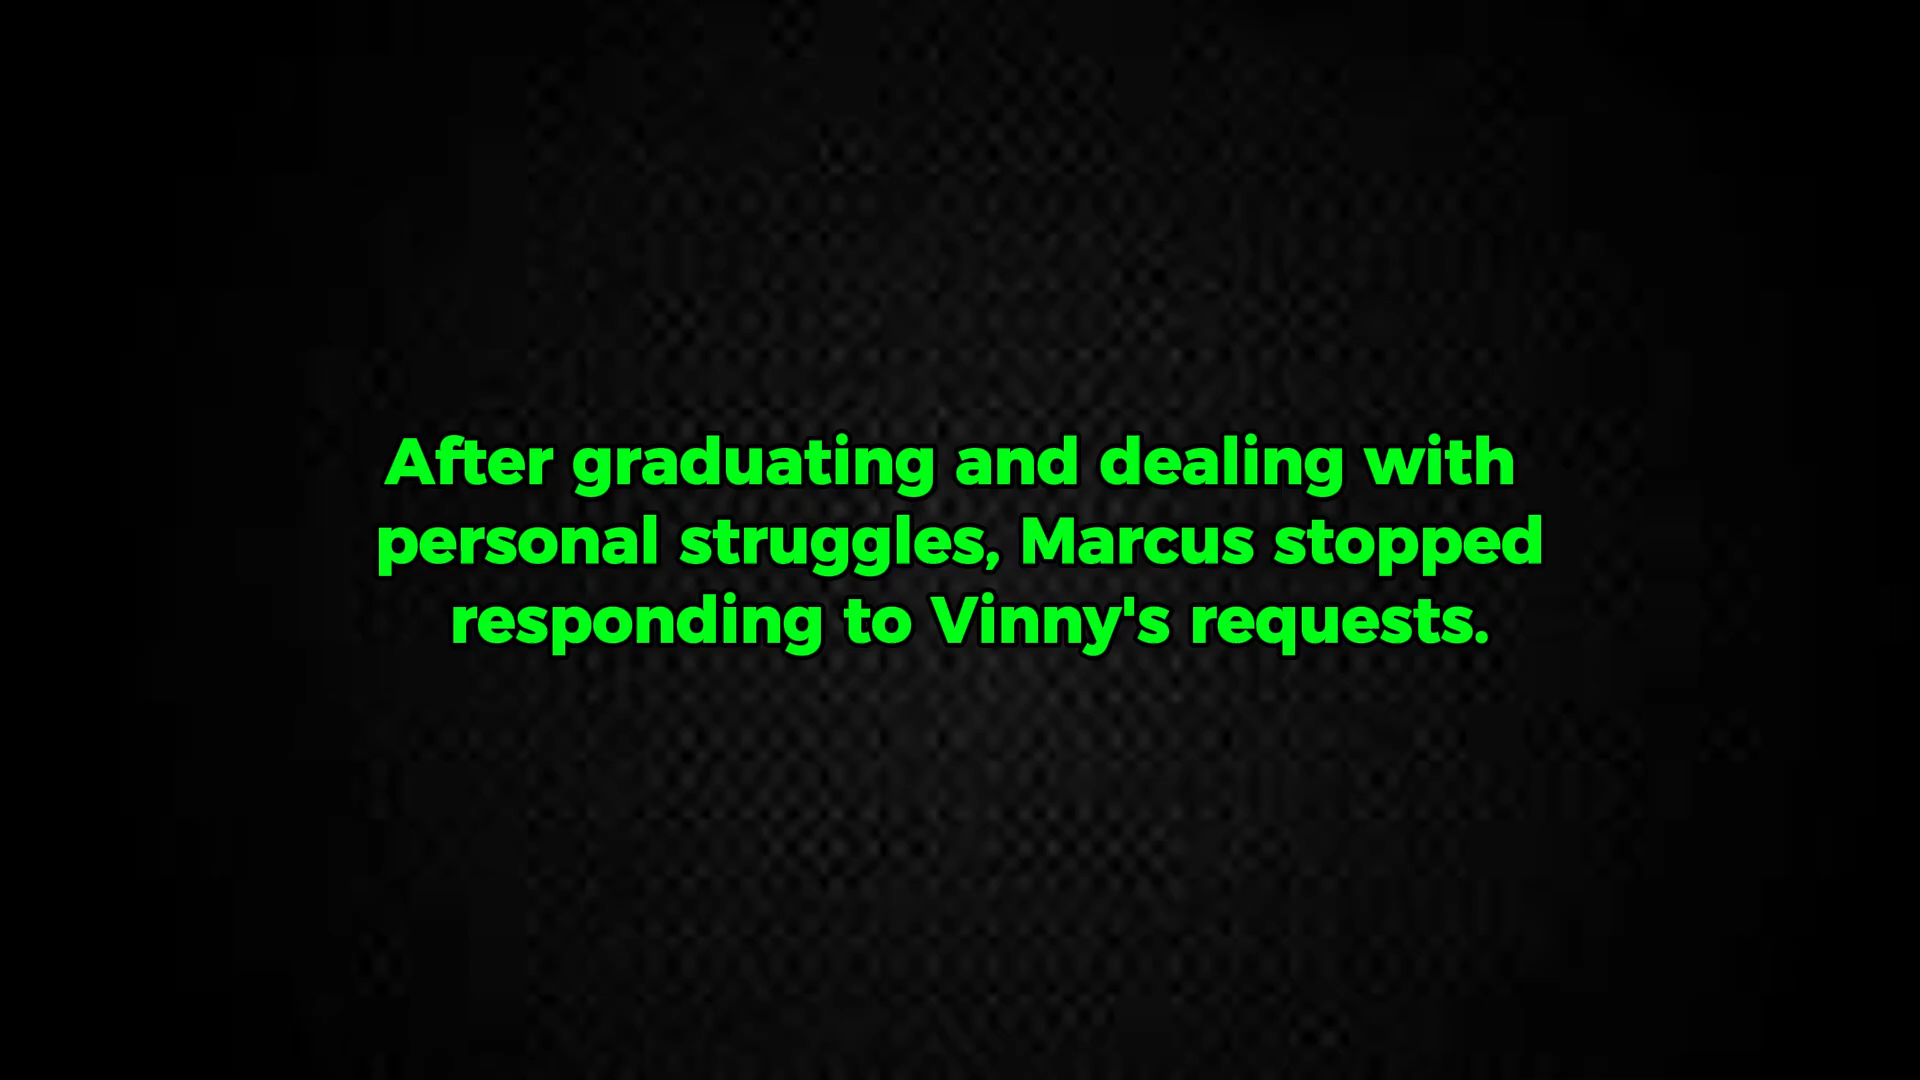 After graduating and dealing with
personal struggles, Marcus stopped
responding to Vinny's requests.